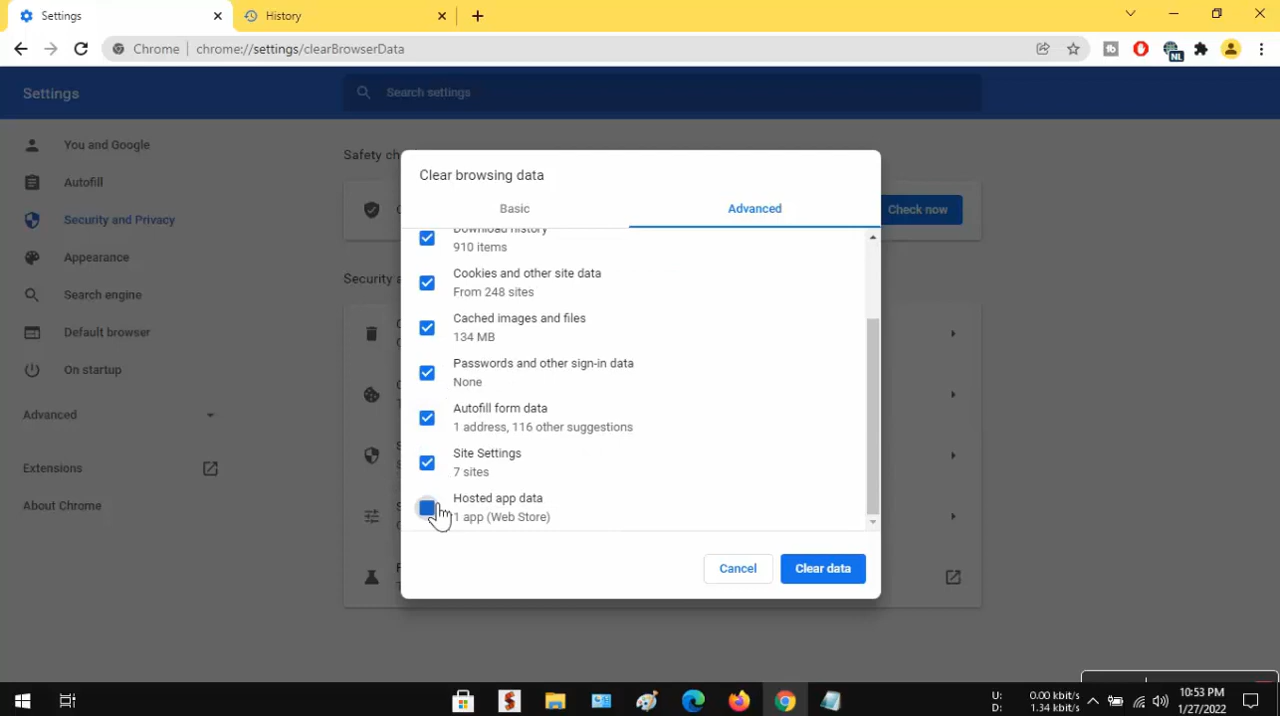 Settings
History
Chrome
chrome://settings/clearBrowserData
NL
Settings
Search settings
You and Google
Autofill
Security and Privacy
Appearance
Search engine
Default browser
On startup
Advanced
Extensions
About Chrome
Safety ch
Check now
Security a
Clear browsing data
Basic
Advanced
Download history
910 items
Cookies and other site data
From 248 sites
Cached images and files
134 MB
Passwords and other sign-in data
None
Autofill form data
1 address, 116 other suggestions
Site Settings
7 sites
Hosted app data
1 app (Web Store)
Cancel
Clear data
U: 0.00 kbit/s
D: 1.34 kbit/s
10:53 PM
1/27/2022